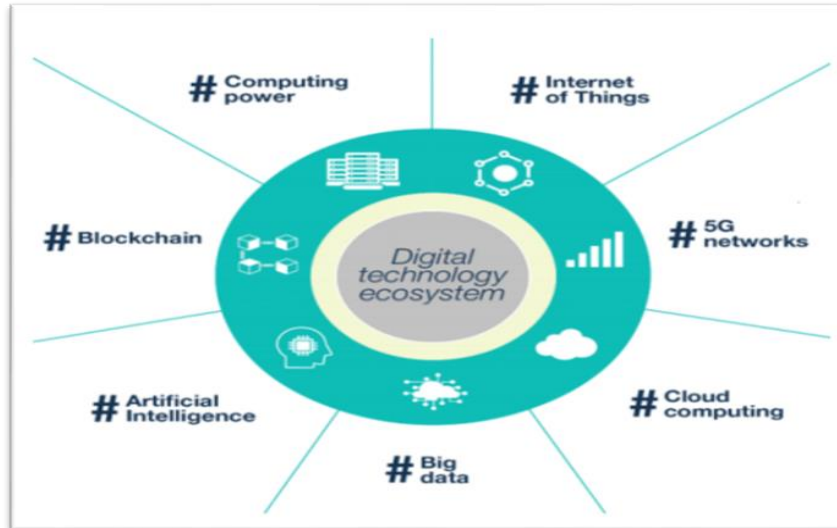 # Computing
power
# Internet
of Things
# Blockchain
# 5G
networks
Digital
technology
ecosystem
# Artificial
Intelligence
# Cloud
computing
# Big
data